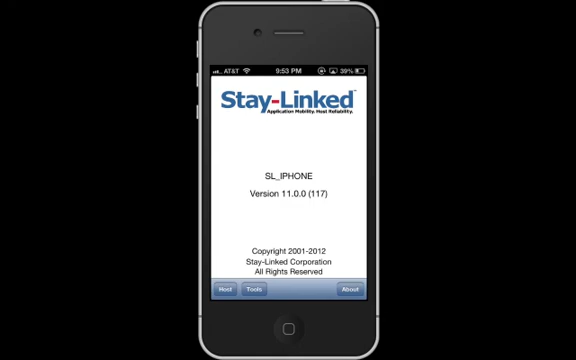 AT&T 9:53 PM 39%
Stay-Linked™
Application Mobility. Host Reliability.
SL_IPHONE
Version 11.0.0 (117)
Copyright 2001-2012
Stay-Linked Corporation
All Rights Reserved
Host Tools About